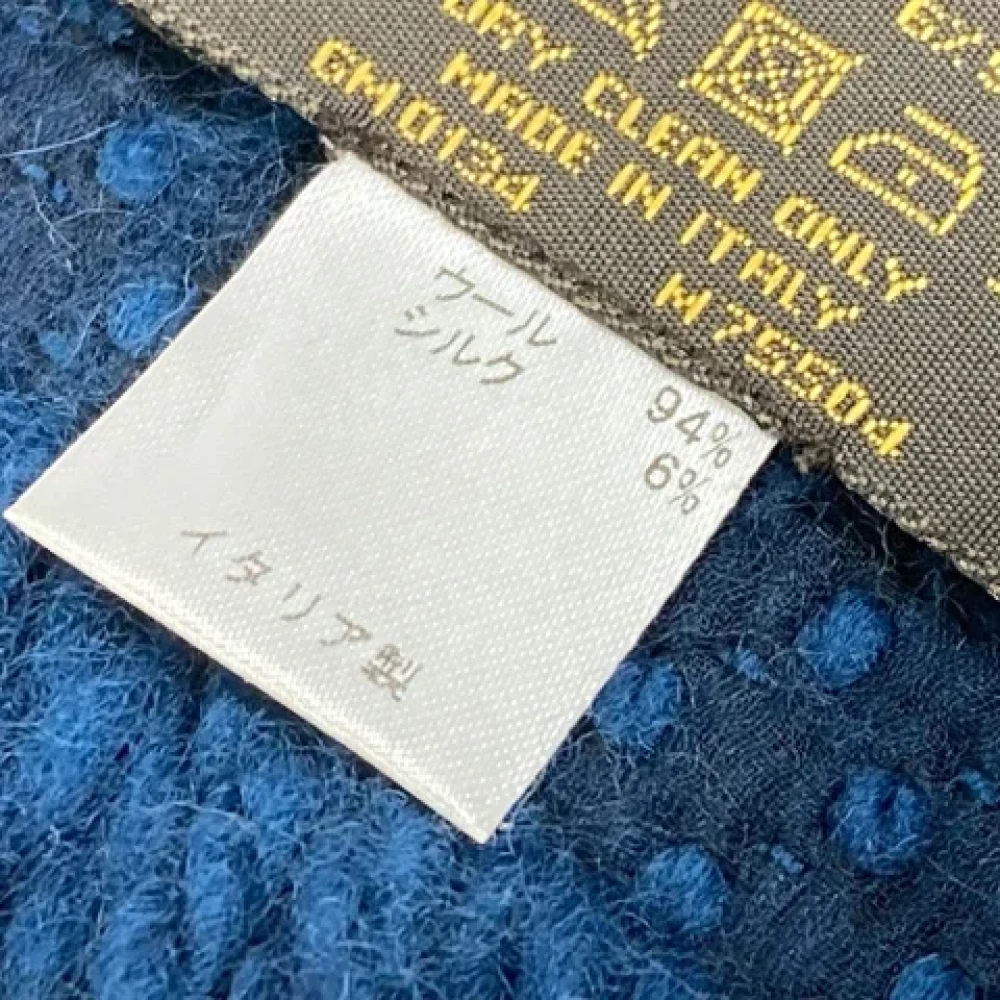 DRY CLEAN ONLY
MADE IN ITALY
GM0134 M75504
ウール 94%
シルク 6%
イタリア製